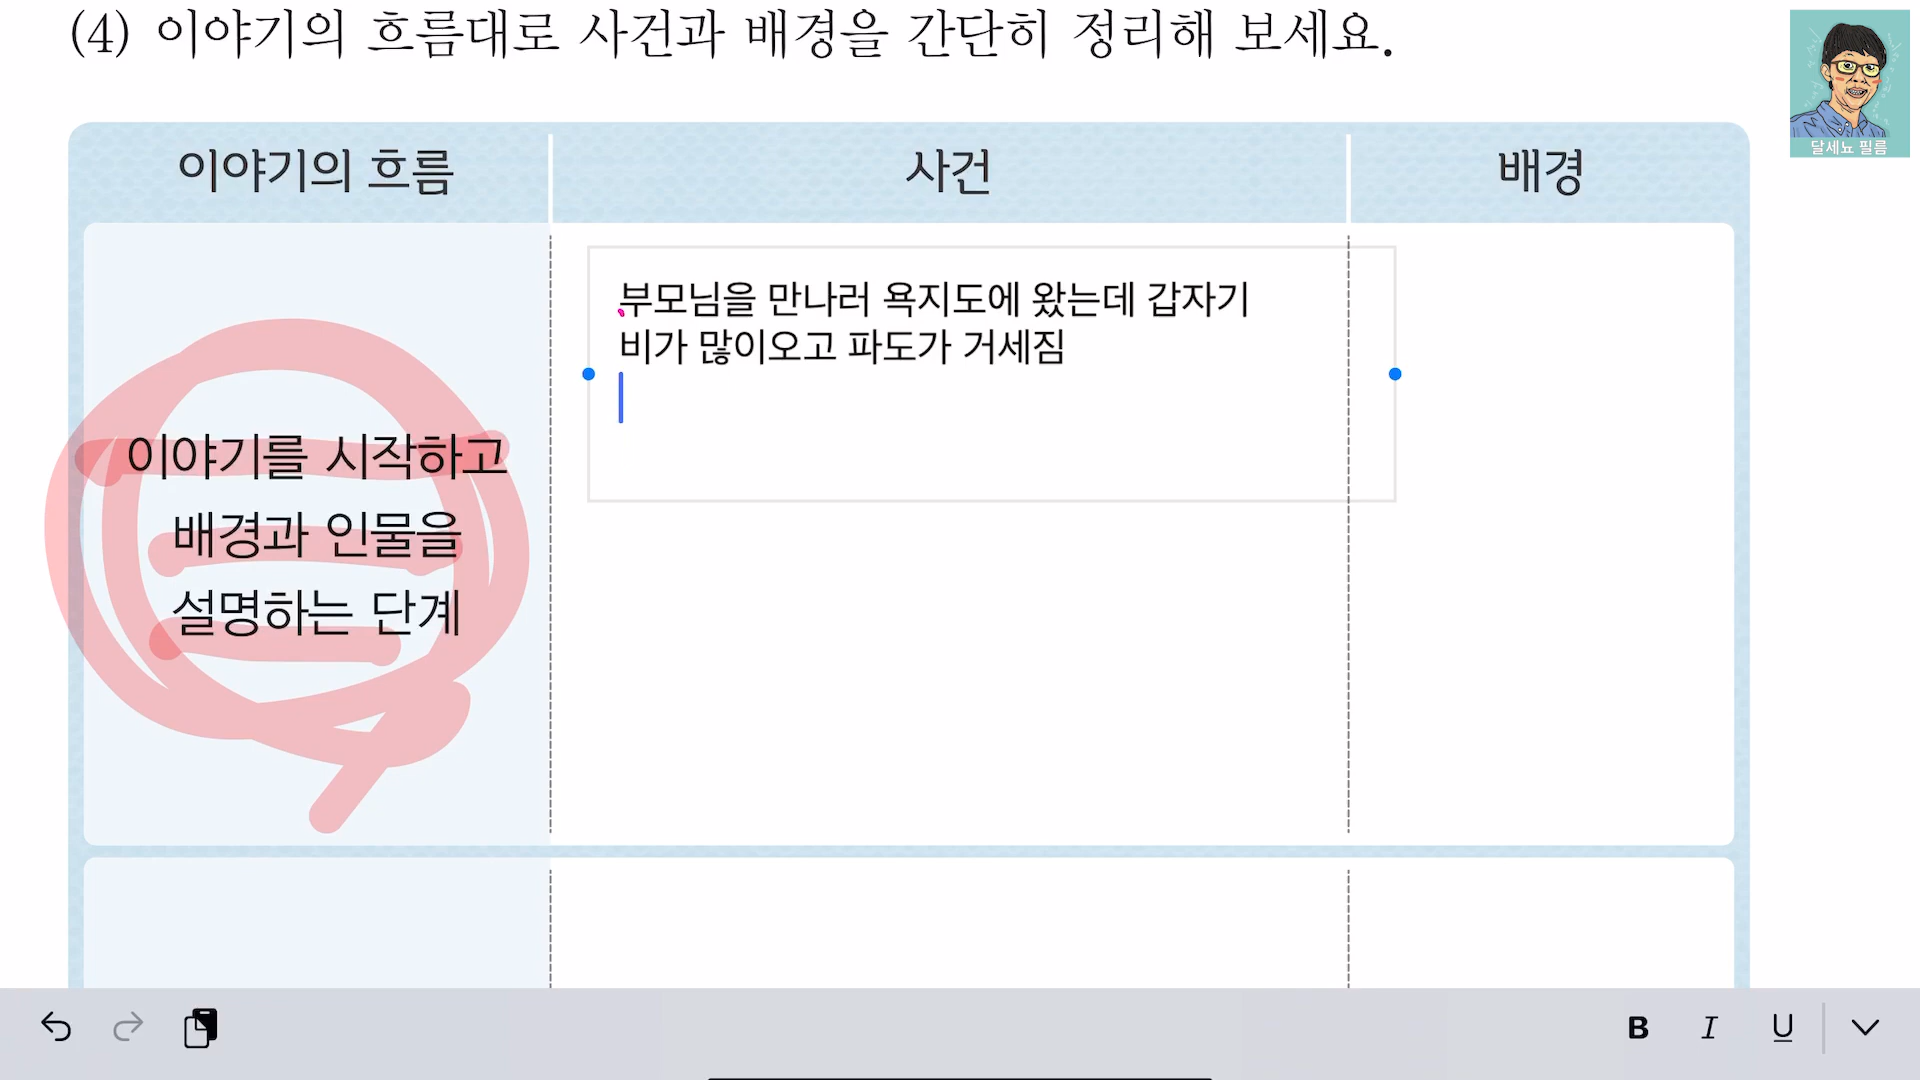 (4) 이야기의 흐름대로 사건과 배경을 간단히 정리해 보세요.
달세뇨 필름
이야기의 흐름
사건
배경
부모님을 만나러 욕지도에 왔는데 갑자기
비가 많이오고 파도가 거세짐
이야기를 시작하고
배경과 인물을
설명하는 단계
B I U